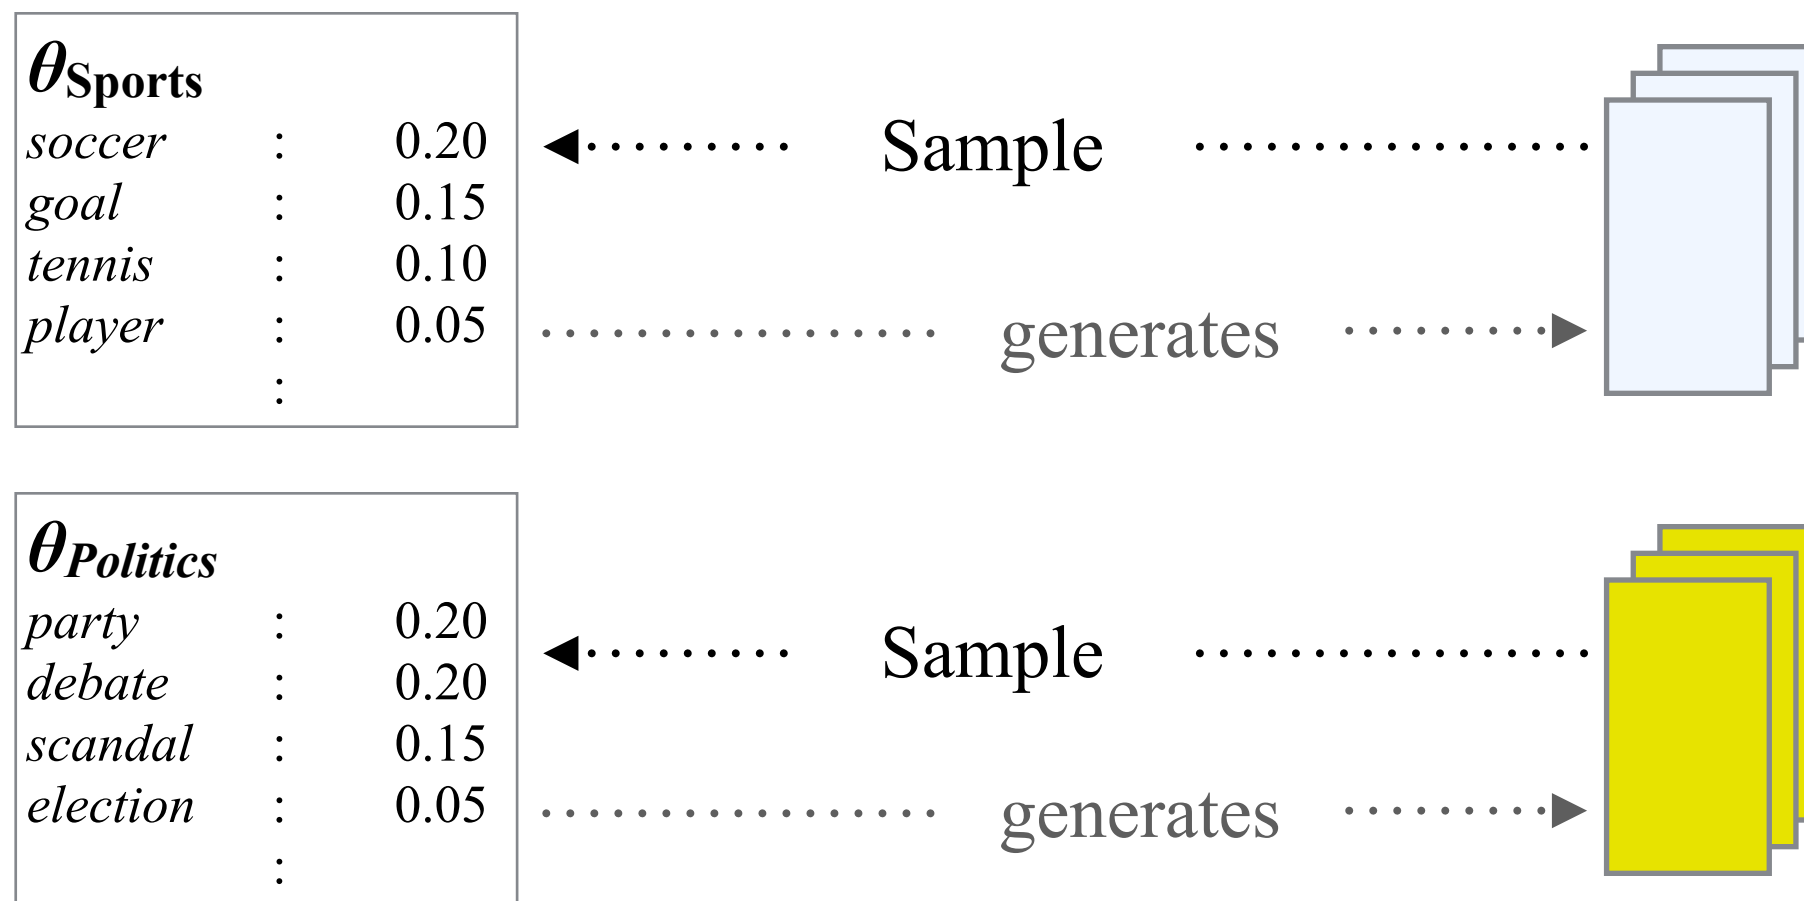 θSports
soccer : 0.20
Sample
goal : 0.15
tennis : 0.10
player : 0.05
generates
:
θPolitics
party : 0.20
Sample
debate : 0.20
scandal : 0.15
election : 0.05
generates
: